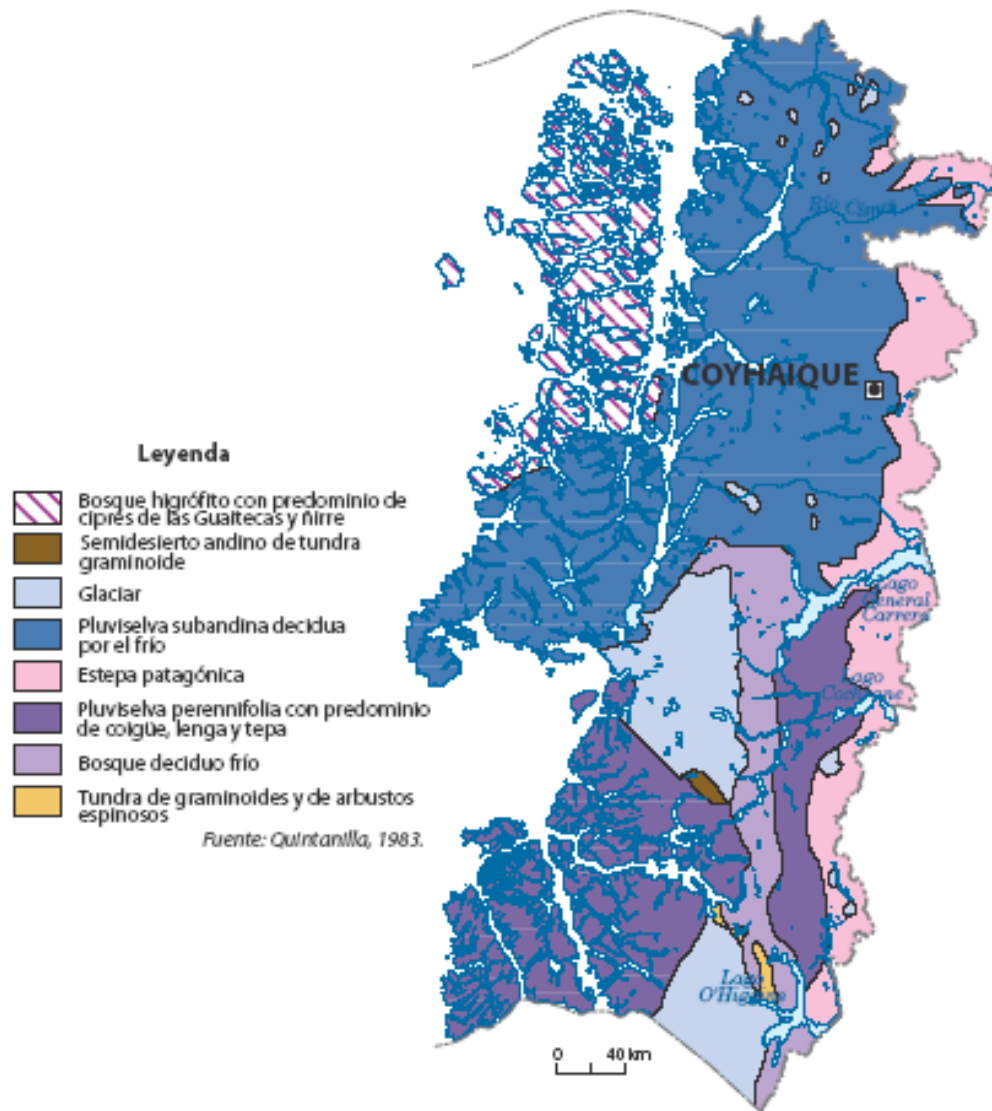 Río Cisnes
COYHAIQUE
Leyenda
Bosque higrófito con predominio de
ciprés de las Guaitecas y ñirre
Semidesierto andino de tundra
graminoide
Glaciar
Pluviselva subandina decidua
por el frío
Estepa patagónica
Pluviselva perennifolia con predominio
de coigüe, lenga y tepa
Bosque deciduo frío
Tundra de graminoides y de arbustos
espinosos
Fuente: Quintanilla, 1983.
Lago
General
Carrera
Lago
Cochrane
Lago
O'Higgins
0 40 km